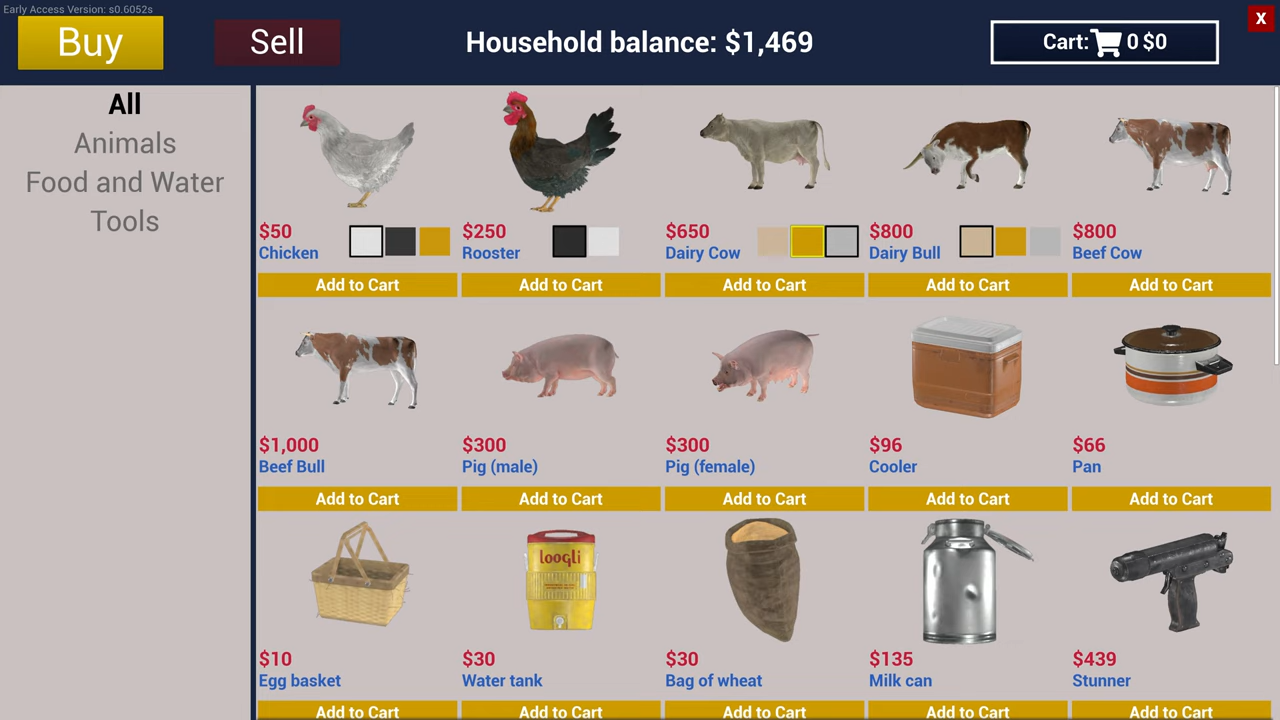 Early Access Version: s0.6052s
Buy
Sell
Household balance: $1,469
Cart: 0 $0
X
All
Animals
Food and Water
Tools
$50
Chicken
$250
Rooster
$650
Dairy Cow
$800
Dairy Bull
$800
Beef Cow
Add to Cart
Add to Cart
Add to Cart
Add to Cart
Add to Cart
$1,000
Beef Bull
$300
Pig (male)
$300
Pig (female)
$96
Cooler
$66
Pan
Add to Cart
Add to Cart
Add to Cart
Add to Cart
Add to Cart
loogli
$10
Egg basket
$30
Water tank
$30
Bag of wheat
$135
Milk can
$439
Stunner
Add to Cart
Add to Cart
Add to Cart
Add to Cart
Add to Cart